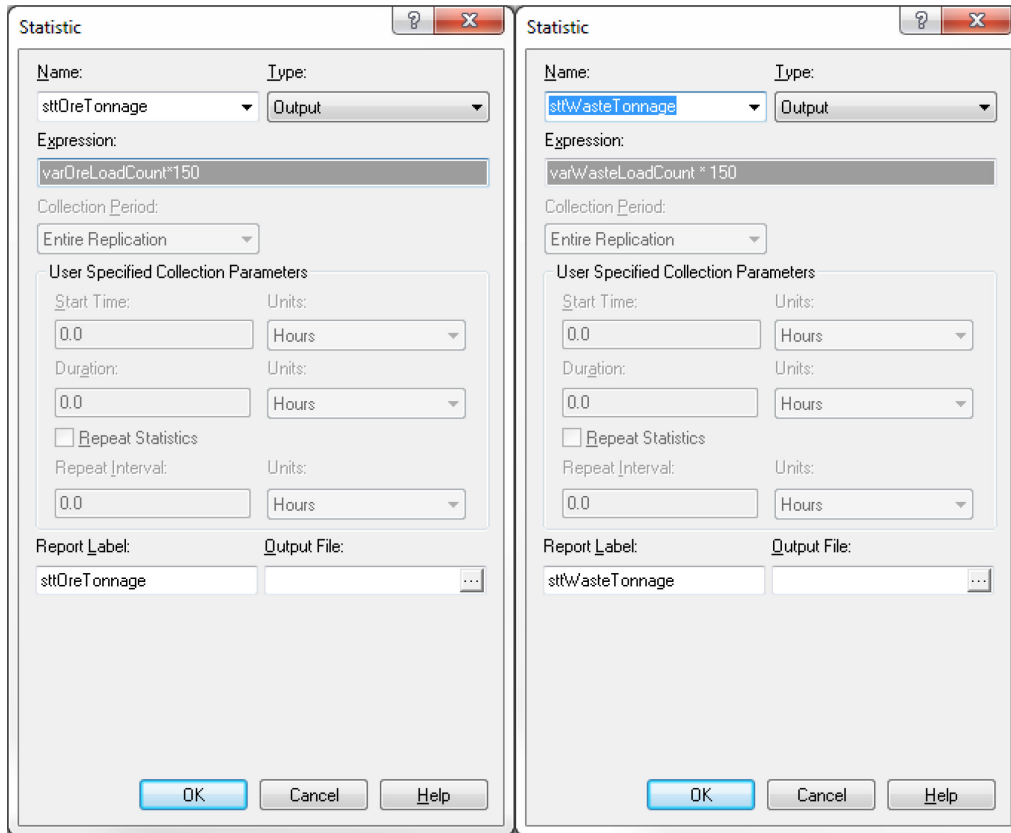 Statistic
Name: Type:
sttOreTonnage Output
Expression:
varOreLoadCount*150
Collection Period:
Entire Replication
User Specified Collection Parameters
Start Time: Units:
0.0 Hours
Duration: Units:
0.0 Hours
Repeat Statistics
Repeat Interval: Units:
0.0 Hours
Report Label: Output File:
sttOreTonnage ...
OK Cancel Help
Statistic
Name: Type:
sttWasteTonnage Output
Expression:
varWasteLoadCount * 150
Collection Period:
Entire Replication
User Specified Collection Parameters
Start Time: Units:
0.0 Hours
Duration: Units:
0.0 Hours
Repeat Statistics
Repeat Interval: Units:
0.0 Hours
Report Label: Output File:
sttWasteTonnage ...
OK Cancel Help